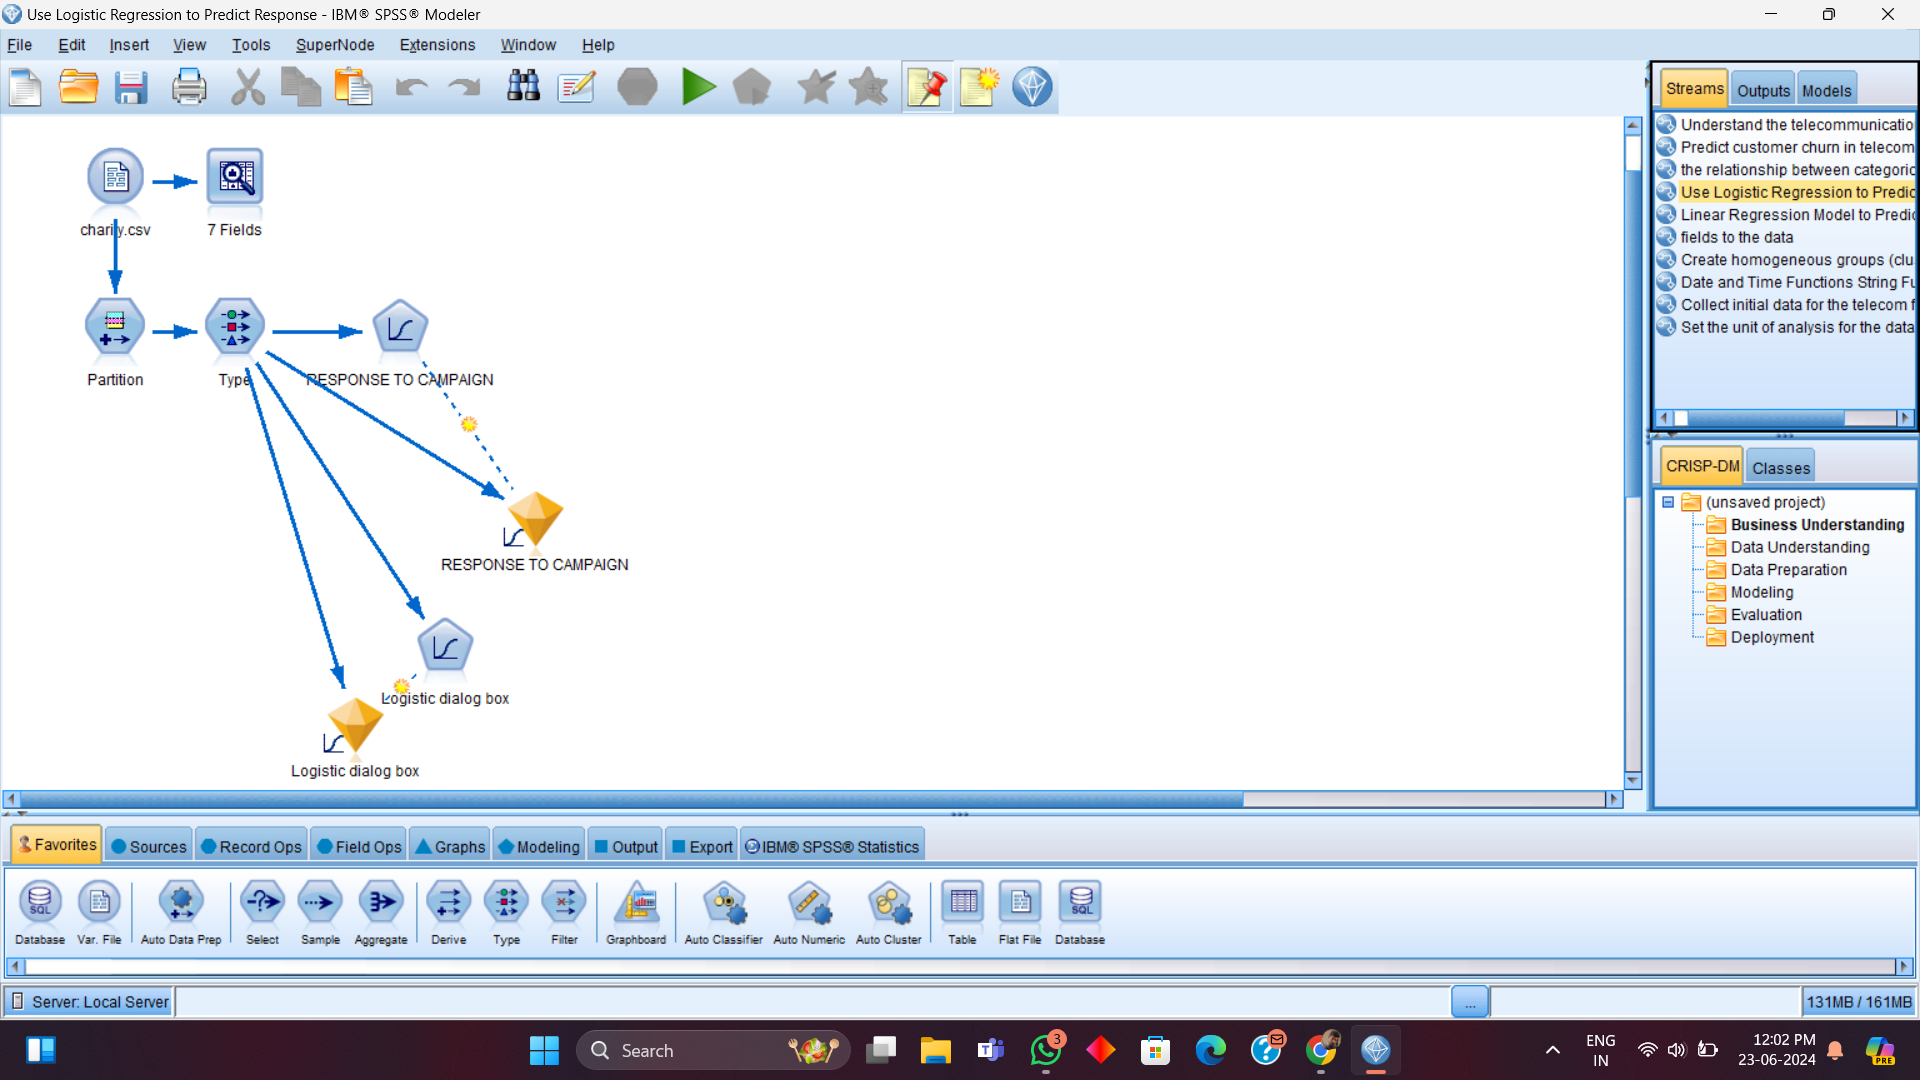 Use Logistic Regression to Predict Response - IBM® SPSS® Modeler
File Edit Insert View Tools SuperNode Extensions Window Help
Streams Outputs Models
Understand the telecommunicatio
Predict customer churn in telecom
the relationship between categoric
Use Logistic Regression to Predic
Linear Regression Model to Predic
fields to the data
Create homogeneous groups (clu
Date and Time Functions String Fu
Collect initial data for the telecom f
Set the unit of analysis for the data
charity.csv
7 Fields
Partition
Type
RESPONSE TO CAMPAIGN
RESPONSE TO CAMPAIGN
Logistic dialog box
Logistic dialog box
CRISP-DM Classes
(unsaved project)
Business Understanding
Data Understanding
Data Preparation
Modeling
Evaluation
Deployment
Favorites Sources Record Ops Field Ops Graphs Modeling Output Export IBM® SPSS® Statistics
SQL
SQL
Database Var. File Auto Data Prep Select Sample Aggregate Derive Type Filter Graphboard Auto Classifier Auto Numeric Auto Cluster Table Flat File Database
Server: Local Server
...
131MB / 161MB
Search
3
ENG
IN
12:02 PM
23-06-2024
PRE